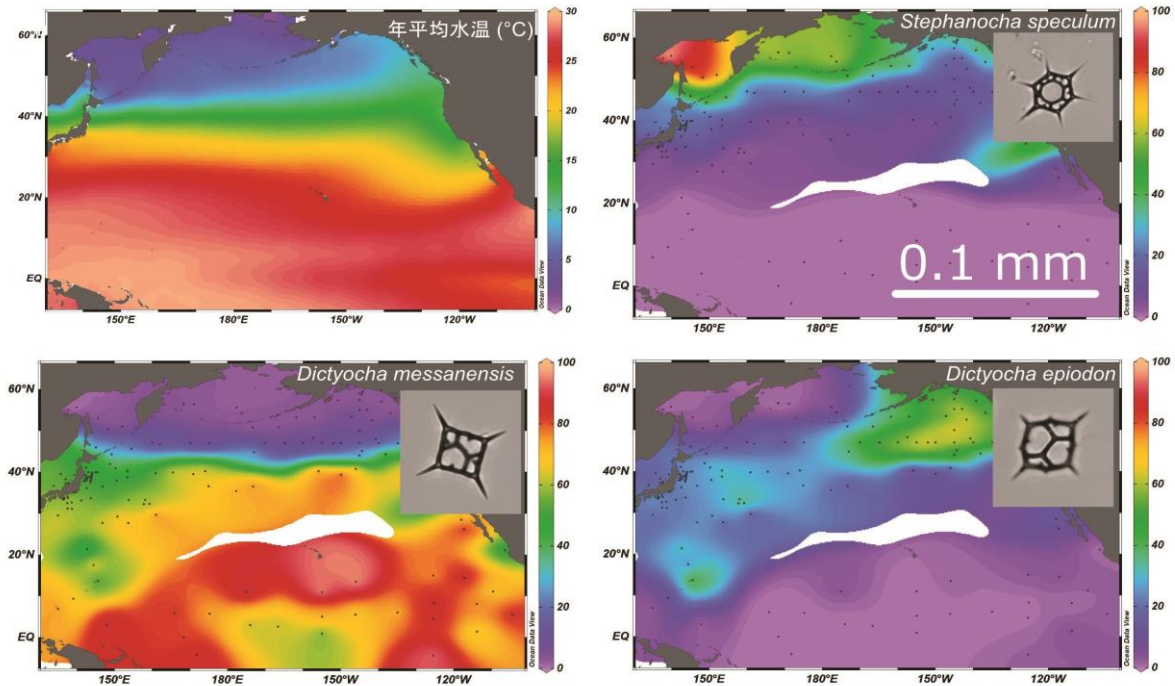 年平均水温 (°C)
60°N
40°N
20°N
EQ
150°E 180°E 150°W 120°W
30
25
20
15
10
5
0
Ocean Data View
Stephanocha speculum
60°N
40°N
20°N
EQ
0.1 mm
150°E 180°E 150°W 120°W
100
80
60
40
20
0
Ocean Data View
Dictyocha messanensis
60°N
40°N
20°N
EQ
150°E 180°E 150°W 120°W
100
80
60
40
20
0
Ocean Data View
Dictyocha epiodon
60°N
40°N
20°N
EQ
150°E 180°E 150°W 120°W
100
80
60
40
20
0
Ocean Data View